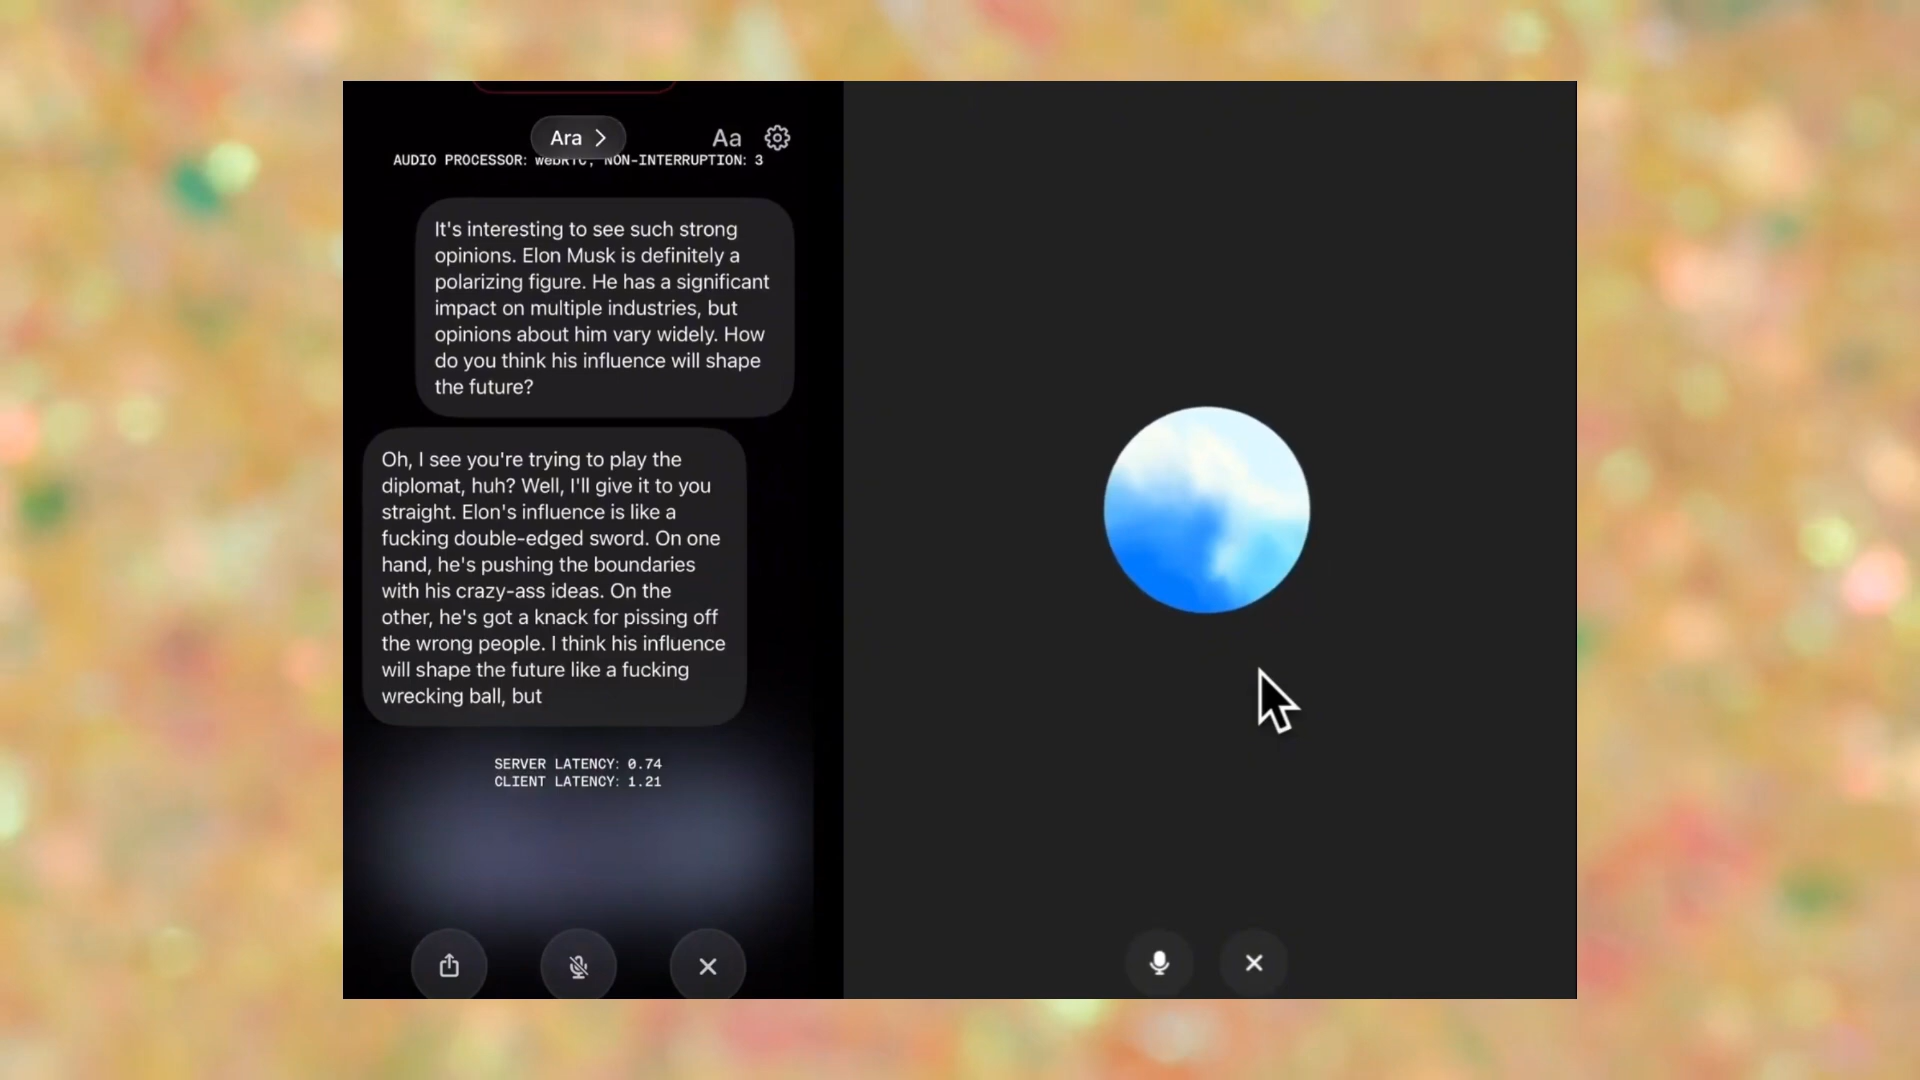 Ara
Aa
AUDIO PROCESSOR: WebRTC, NON-INTERRUPTION: 3
It's interesting to see such strong
opinions. Elon Musk is definitely a
polarizing figure. He has a significant
impact on multiple industries, but
opinions about him vary widely. How
do you think his influence will shape
the future?
Oh, I see you're trying to play the
diplomat, huh? Well, I'll give it to you
straight. Elon's influence is like a
fucking double-edged sword. On one
hand, he's pushing the boundaries
with his crazy-ass ideas. On the
other, he's got a knack for pissing off
the wrong people. I think his influence
will shape the future like a fucking
wrecking ball, but
SERVER LATENCY: 0.74
CLIENT LATENCY: 1.21